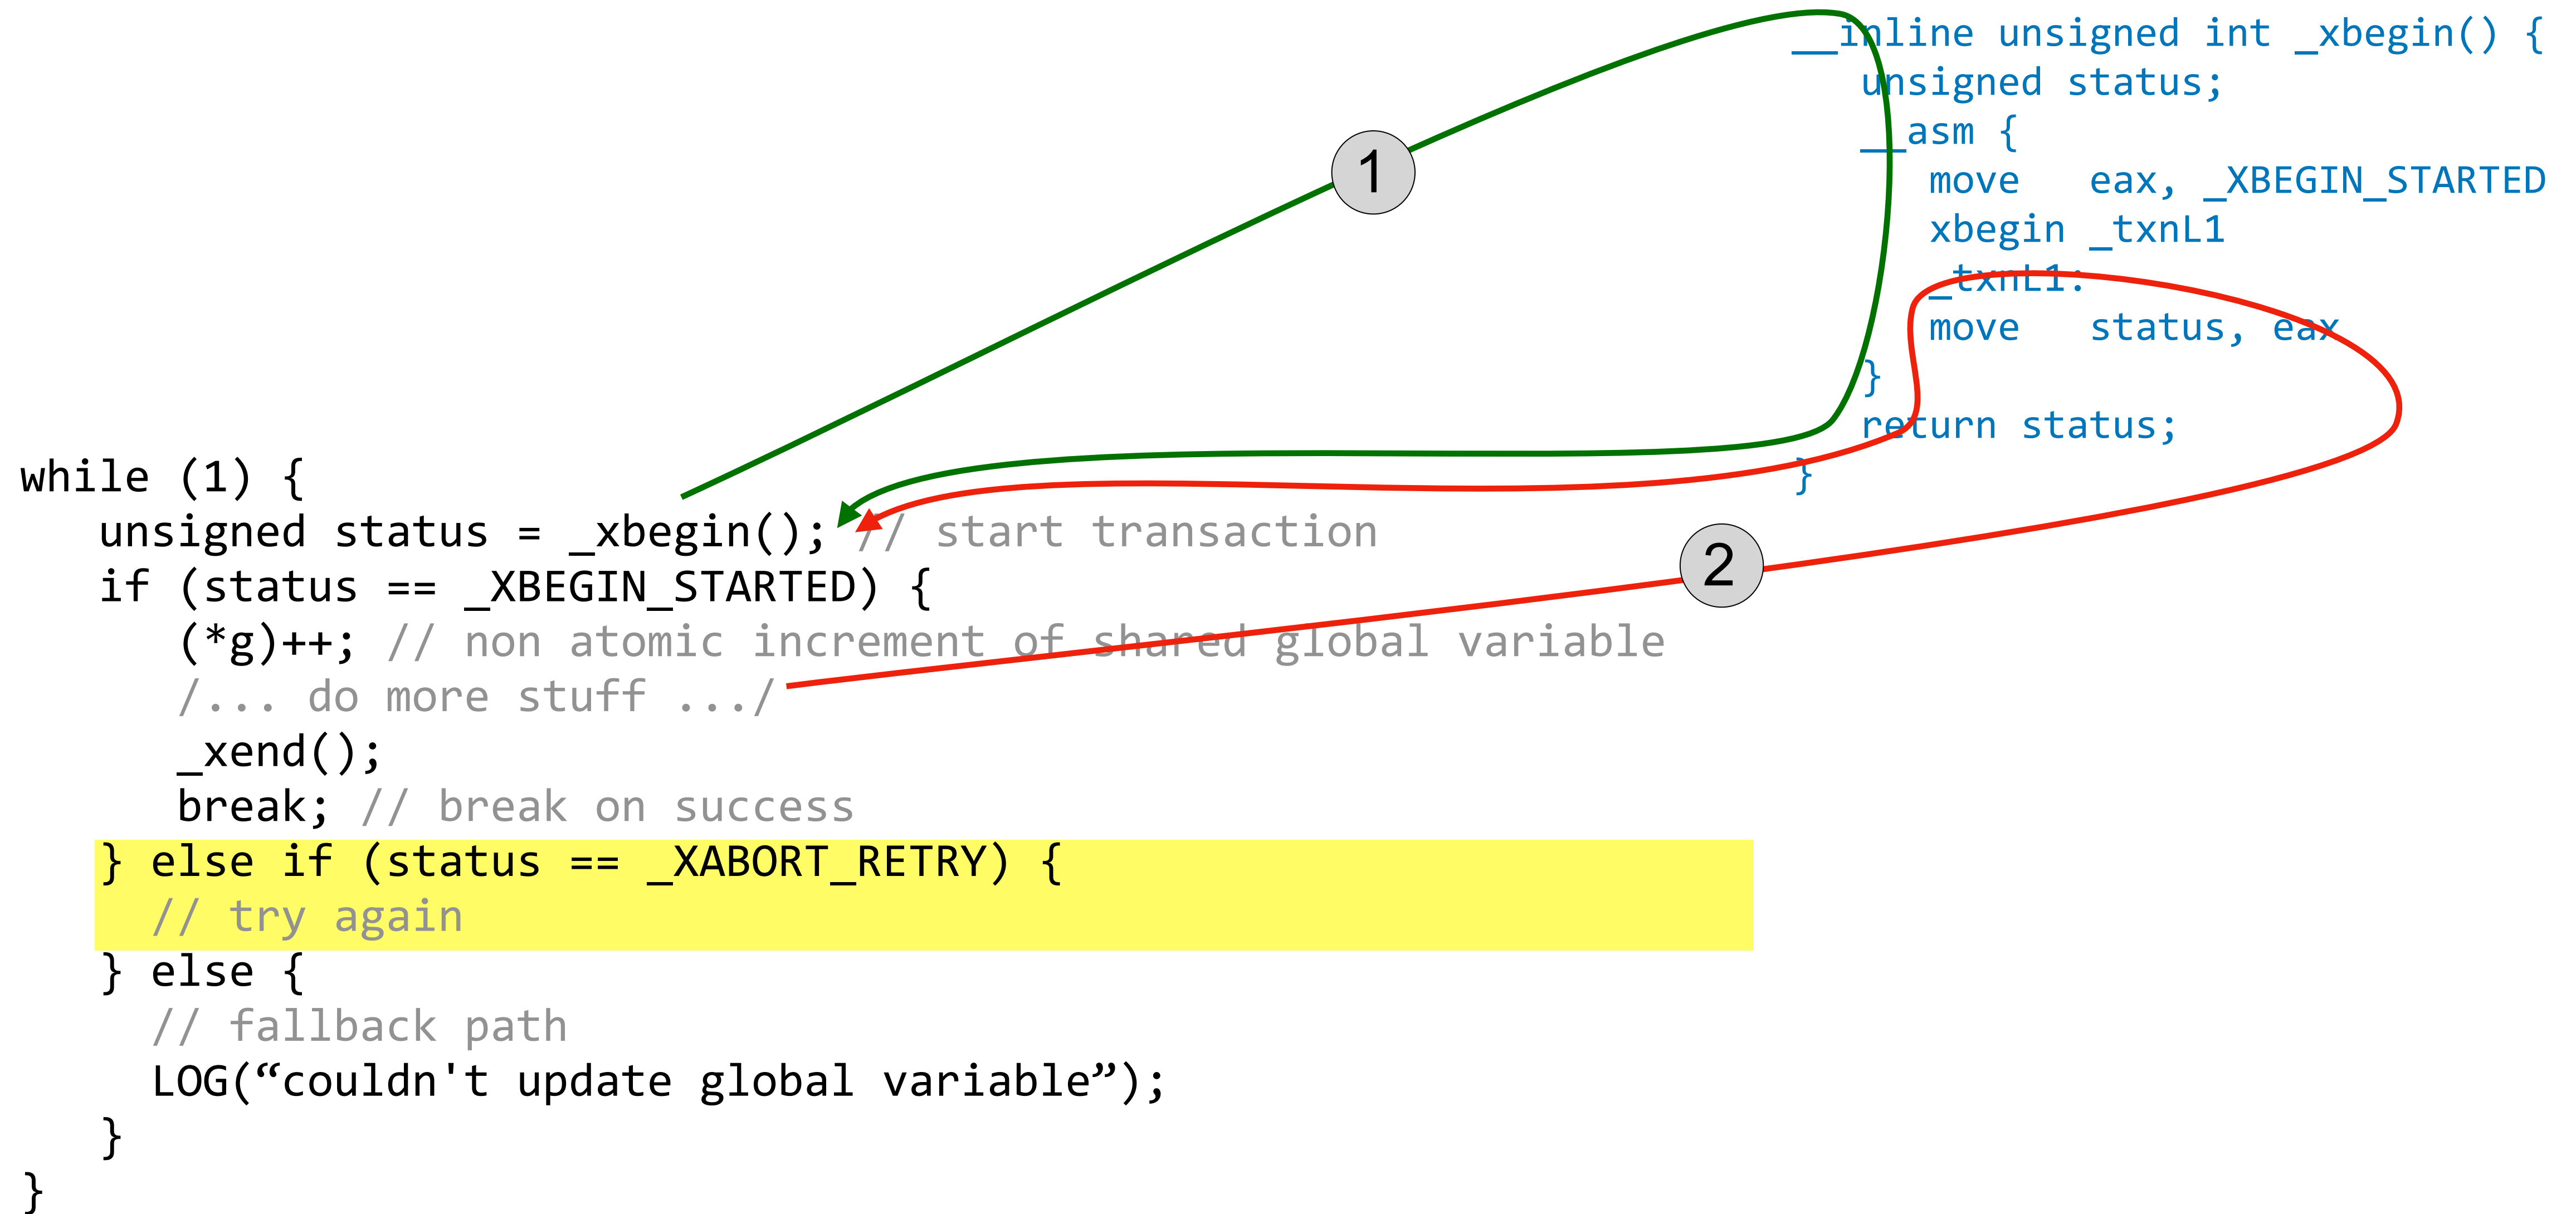 __inline unsigned int _xbegin() {
unsigned status;
__asm {
move eax, _XBEGIN_STARTED
xbegin _txnL1
_txnL1:
move status, eax
}
return status;
}
1
2
while (1) {
unsigned status = _xbegin(); // start transaction
if (status == _XBEGIN_STARTED) {
(*g)++; // non atomic increment of shared global variable
/... do more stuff .../
_xend();
break; // break on success
} else if (status == _XABORT_RETRY) {
// try again
} else {
// fallback path
LOG(“couldn't update global variable”);
}
}